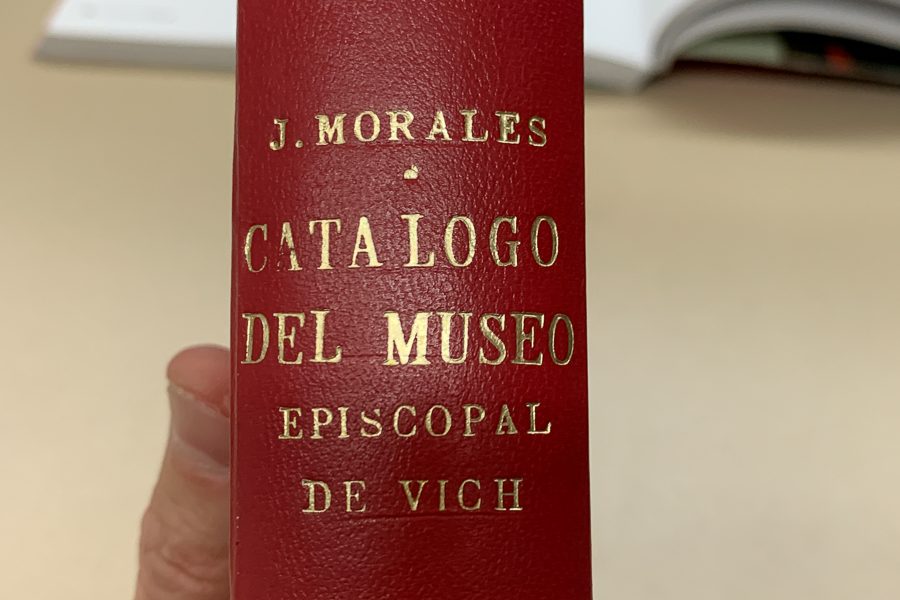 J. MORALES
CATALOGO
DEL MUSEO
EPISCOPAL
DE VICH